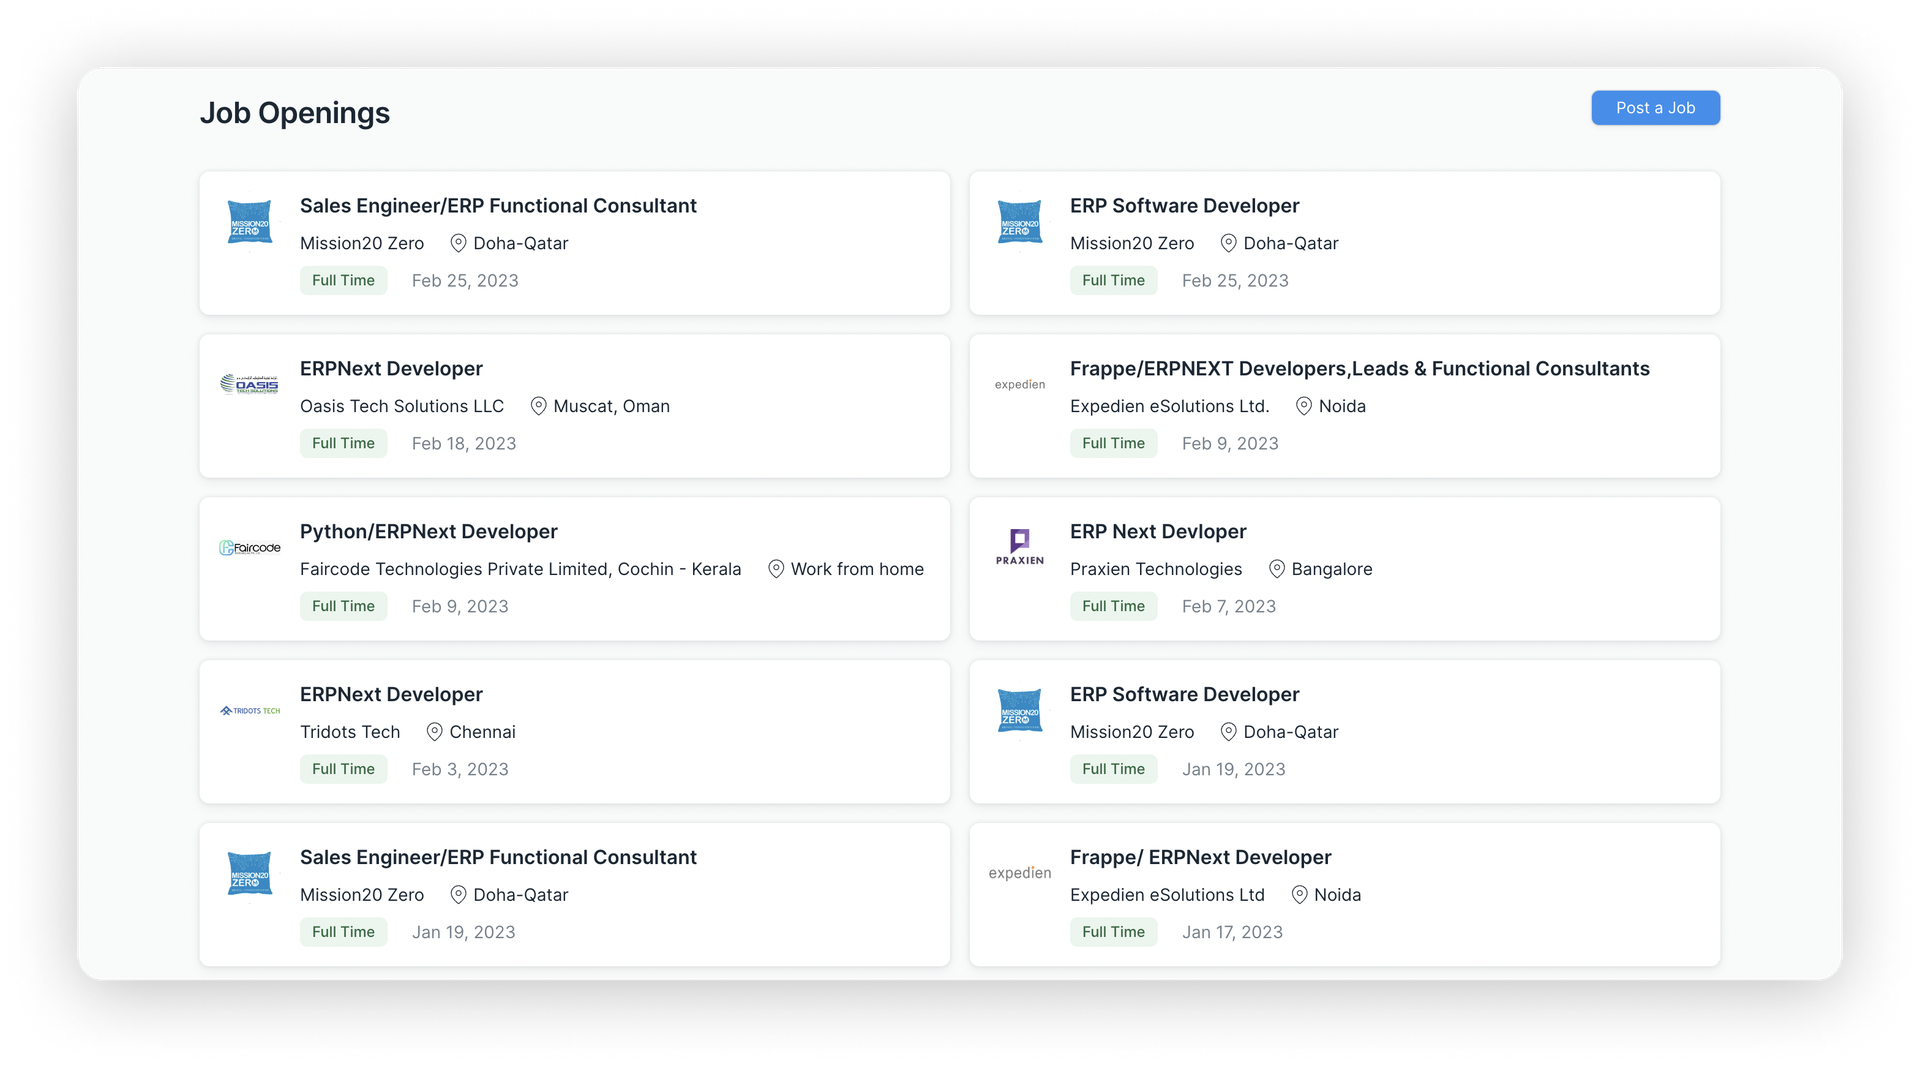 Job Openings
Post a Job
MISSION20
ZERO
Sales Engineer/ERP Functional Consultant
Mission20 Zero Doha-Qatar
Full Time Feb 25, 2023
MISSION20
ZERO
ERP Software Developer
Mission20 Zero Doha-Qatar
Full Time Feb 25, 2023
OASIS
TECH SOLUTIONS
ERPNext Developer
Oasis Tech Solutions LLC Muscat, Oman
Full Time Feb 18, 2023
expedien
Frappe/ERPNEXT Developers,Leads & Functional Consultants
Expedien eSolutions Ltd. Noida
Full Time Feb 9, 2023
Faircode
Python/ERPNext Developer
Faircode Technologies Private Limited, Cochin - Kerala Work from home
Full Time Feb 9, 2023
PRAXIEN
ERP Next Devloper
Praxien Technologies Bangalore
Full Time Feb 7, 2023
TRIDOTS TECH
ERPNext Developer
Tridots Tech Chennai
Full Time Feb 3, 2023
MISSION20
ZERO
ERP Software Developer
Mission20 Zero Doha-Qatar
Full Time Jan 19, 2023
MISSION20
ZERO
Sales Engineer/ERP Functional Consultant
Mission20 Zero Doha-Qatar
Full Time Jan 19, 2023
expedien
Frappe/ ERPNext Developer
Expedien eSolutions Ltd Noida
Full Time Jan 17, 2023